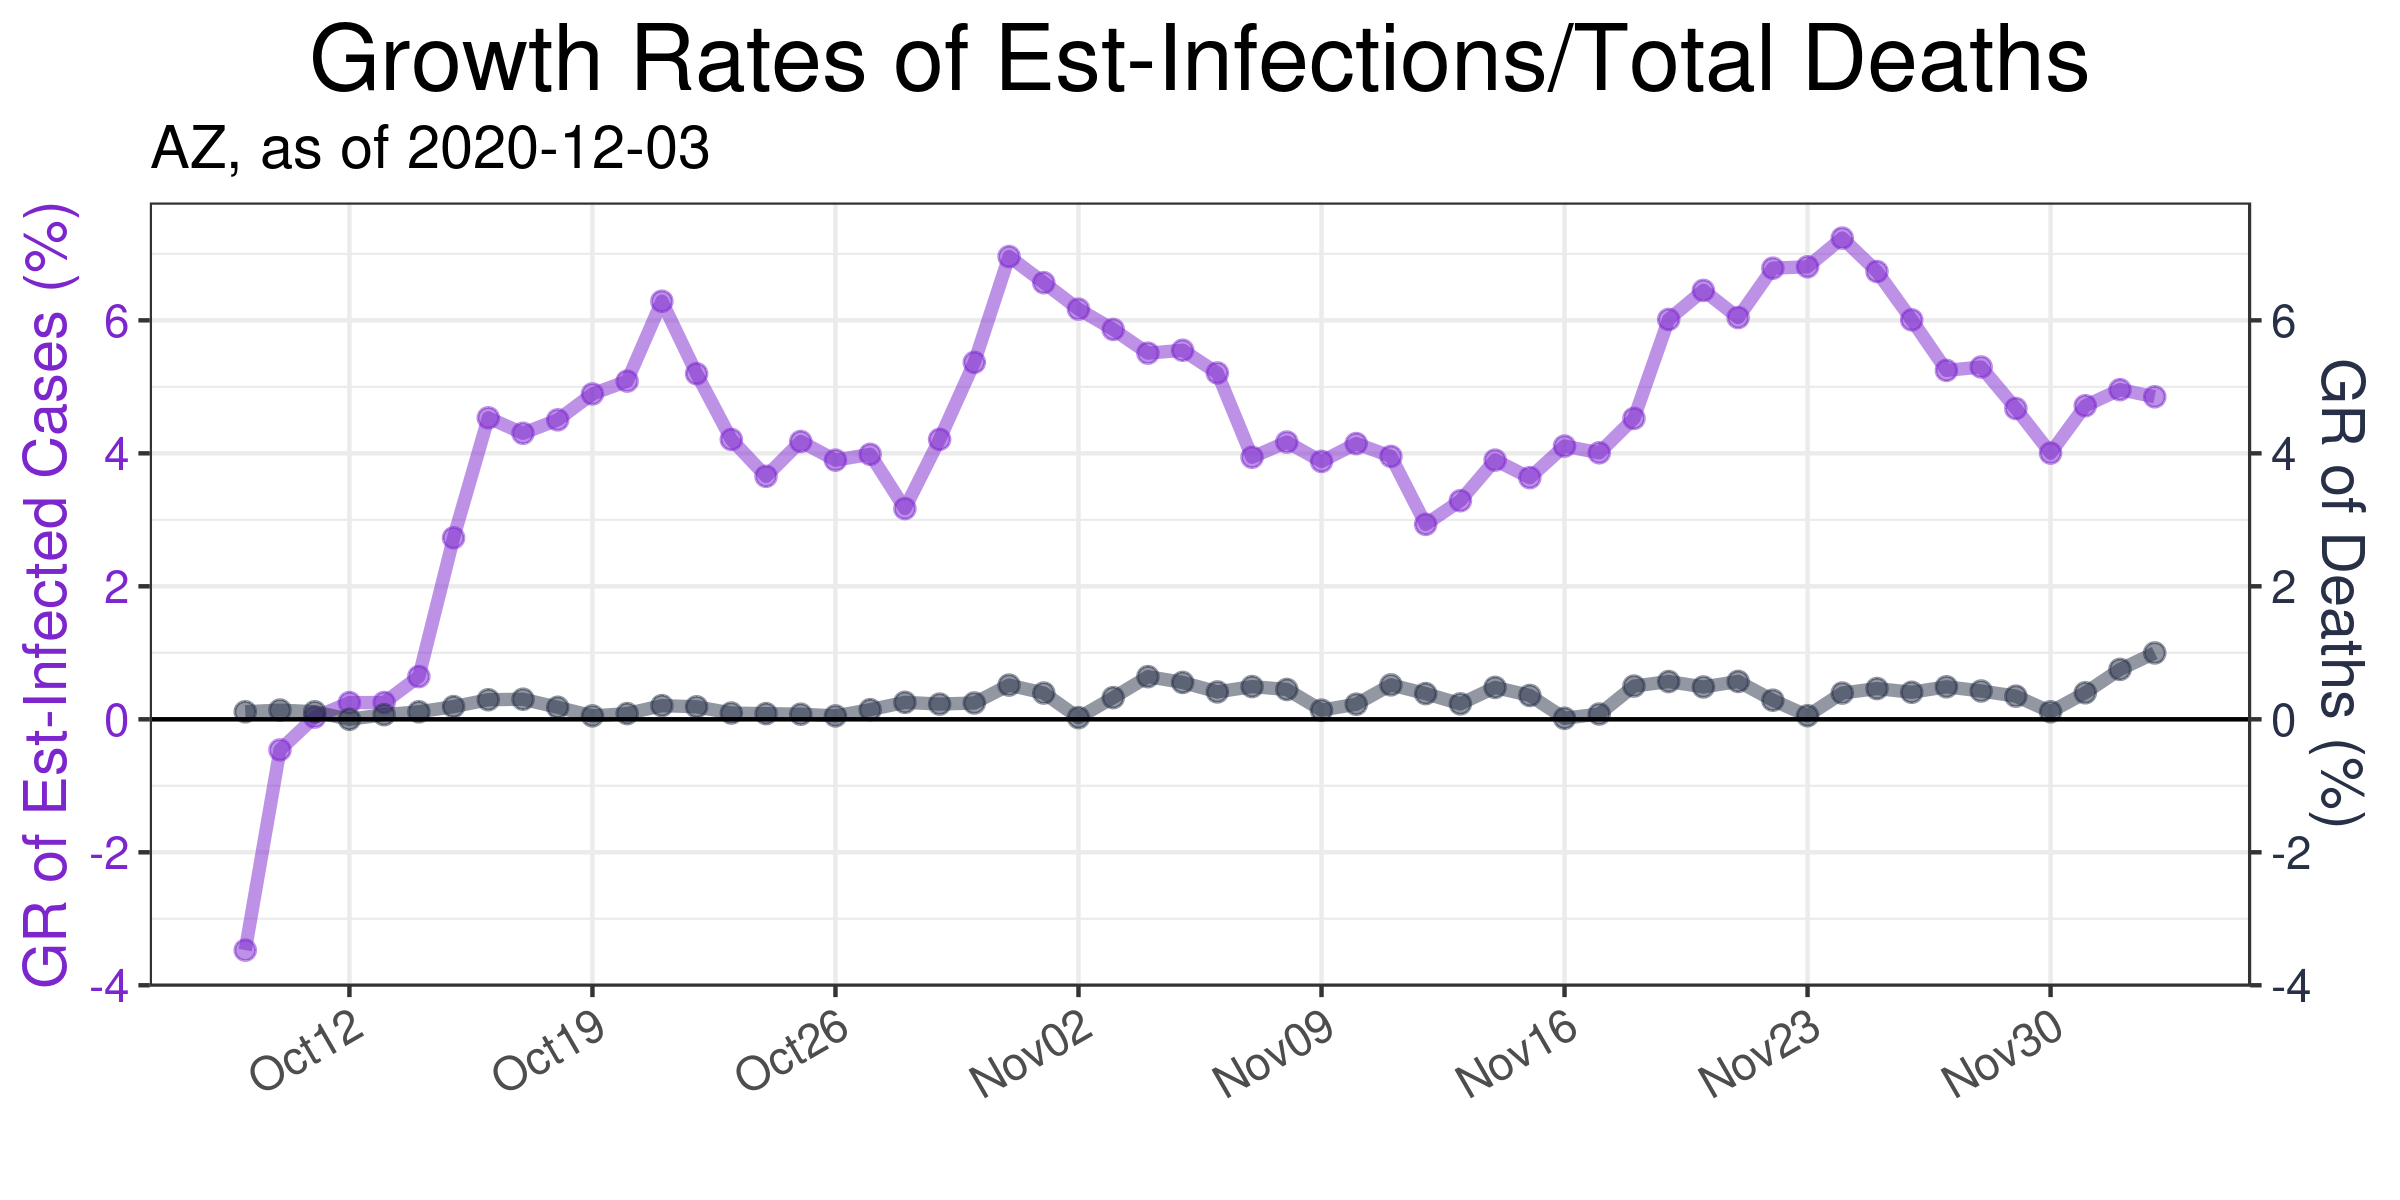 Growth Rates of Est-Infections/Total Deaths
AZ, as of 2020-12-03
GR of Est-Infected Cases (%)
6
4
2
0
-2
-4
6
4
2
0
-2
-4
GR of Deaths (%)
Oct12
Oct19
Oct26
Nov02
Nov09
Nov16
Nov23
Nov30